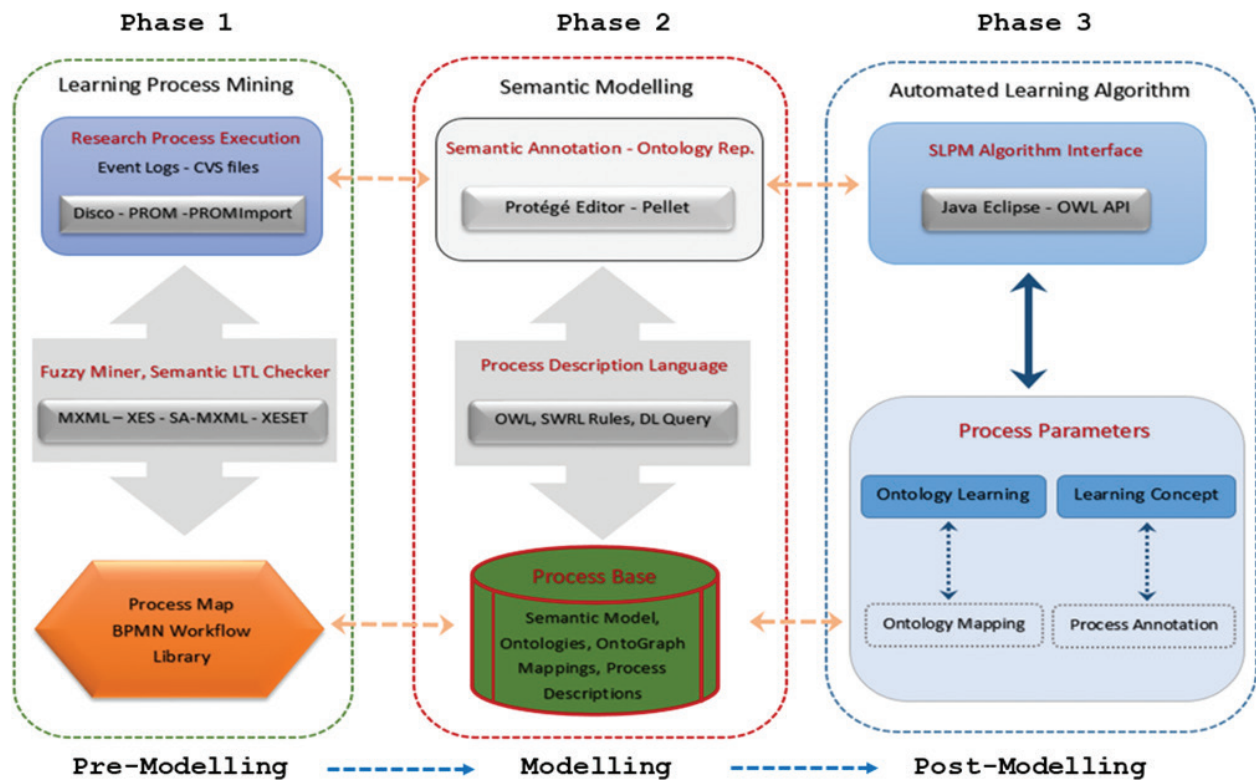 Phase 1
Phase 2
Phase 3
Learning Process Mining
Research Process Execution
Event Logs - CVS files
Disco - PROM -PROMImport
Fuzzy Miner, Semantic LTL Checker
MXML – XES - SA-MXML - XESET
Process Map
BPMN Workflow
Library
Semantic Modelling
Semantic Annotation - Ontology Rep.
Protégé Editor - Pellet
Process Description Language
OWL, SWRL Rules, DL Query
Process Base
Semantic Model,
Ontologies, OntoGraph
Mappings, Process
Descriptions
Automated Learning Algorithm
SLPM Algorithm Interface
Java Eclipse - OWL API
Process Parameters
Ontology Learning
Learning Concept
Ontology Mapping
Process Annotation
Pre-Modelling
Modelling
Post-Modelling